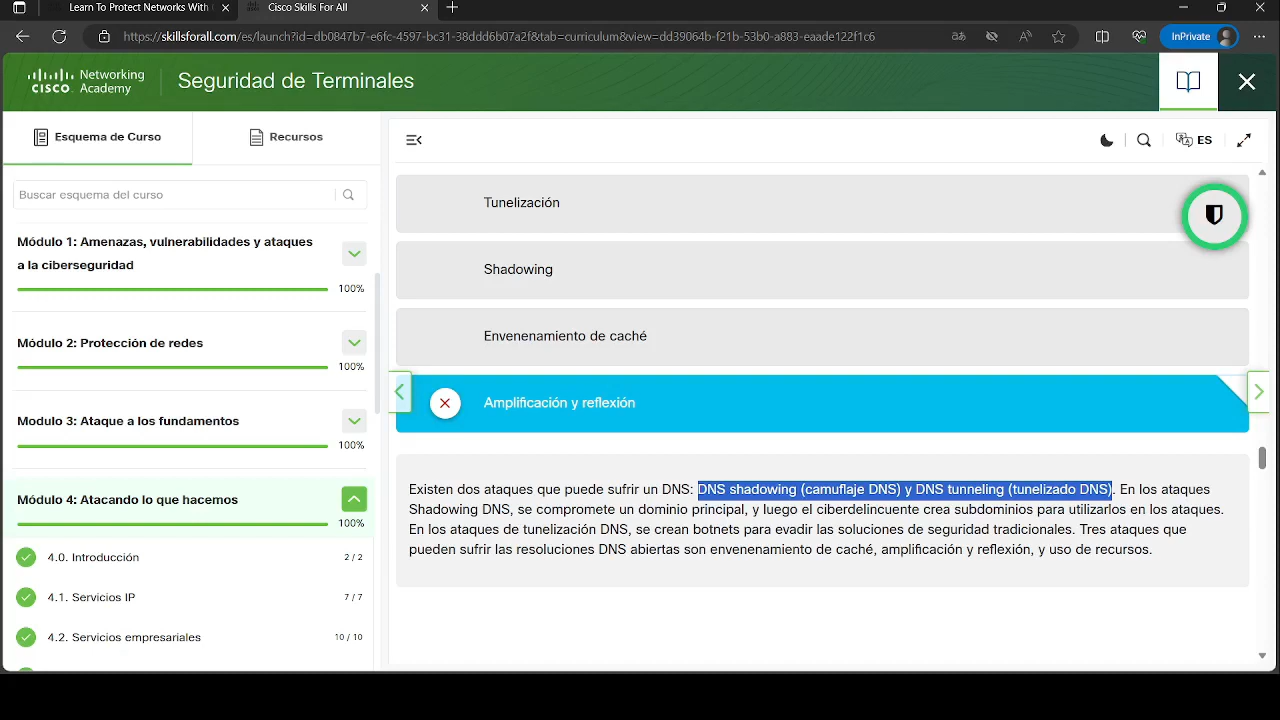 Learn To Protect Networks With
Cisco Skills For All
https://skillsforall.com/es/launch?id=db0847b7-e6fc-4597-bc31-38ddd6b07a2f&tab=curriculum&view=dd39064b-f21b-53b0-a883-eaade122f1c6
InPrivate
Networking
CISCO Academy
Seguridad de Terminales
Esquema de Curso
Recursos
ES
Buscar esquema del curso
Módulo 1: Amenazas, vulnerabilidades y ataques
a la ciberseguridad
100%
Módulo 2: Protección de redes
100%
Modulo 3: Ataque a los fundamentos
100%
Módulo 4: Atacando lo que hacemos
100%
4.0. Introducción
2 / 2
4.1. Servicios IP
7 / 7
4.2. Servicios empresariales
10 / 10
Tunelización
Shadowing
Envenenamiento de caché
Amplificación y reflexión
Existen dos ataques que puede sufrir un DNS: DNS shadowing (camuflaje DNS) y DNS tunneling (tunelizado DNS). En los ataques
Shadowing DNS, se compromete un dominio principal, y luego el ciberdelincuente crea subdominios para utilizarlos en los ataques.
En los ataques de tunelización DNS, se crean botnets para evadir las soluciones de seguridad tradicionales. Tres ataques que
pueden sufrir las resoluciones DNS abiertas son envenenamiento de caché, amplificación y reflexión, y uso de recursos.